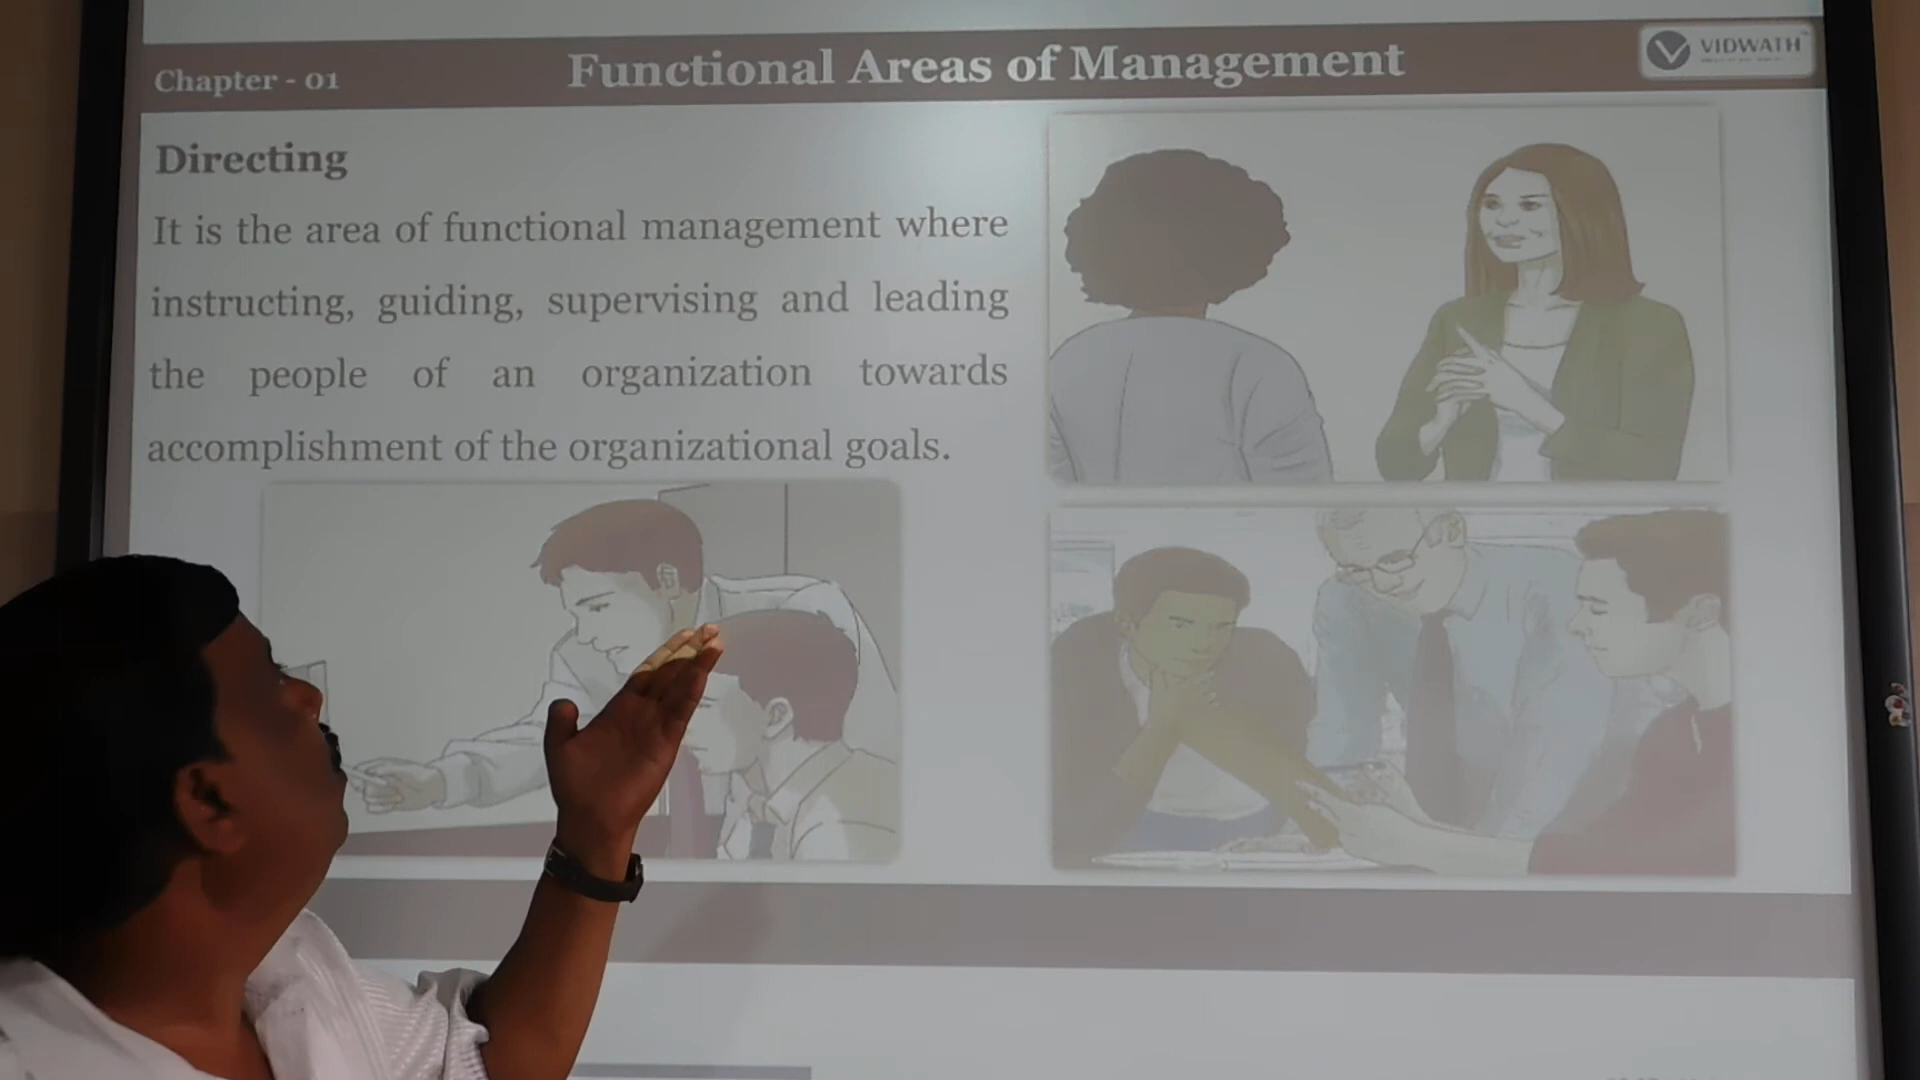 Chapter - 01
Functional Areas of Management
VIDWATH
Directing
It is the area of functional management where
instructing, guiding, supervising and leading
the people of an organization towards
accomplishment of the organizational goals.